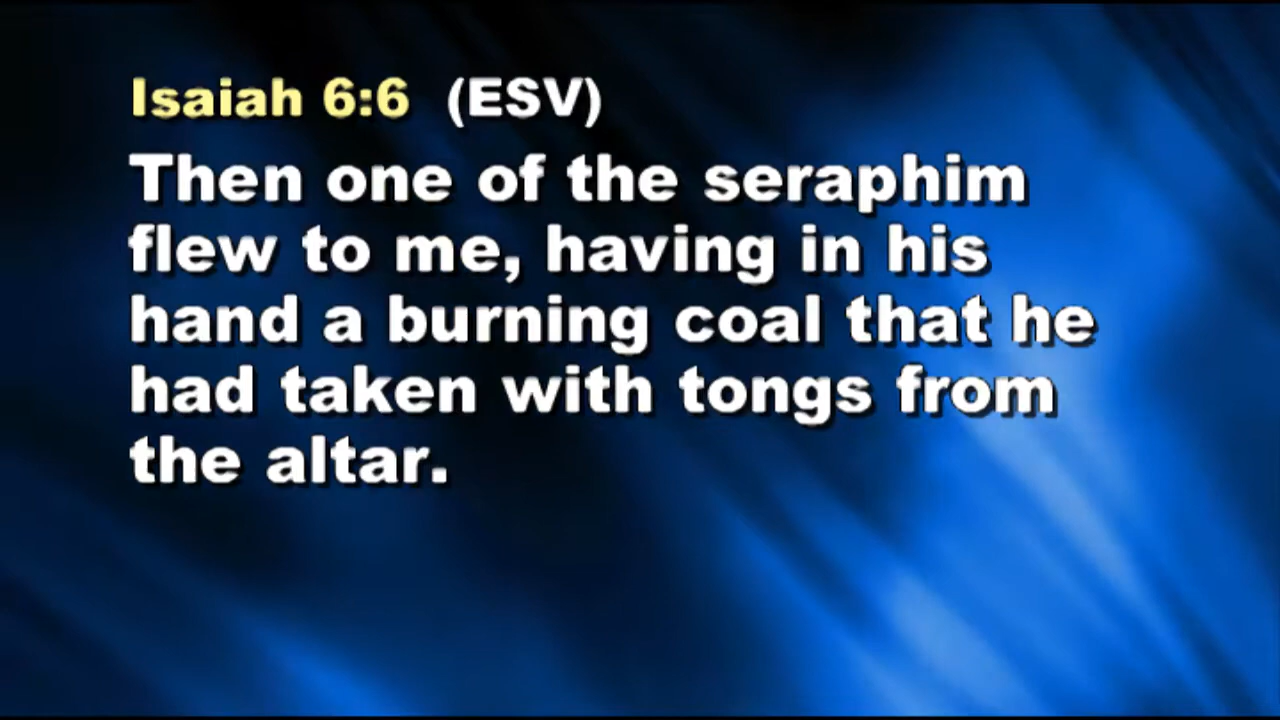 Isaiah 6:6 (ESV)
Then one of the seraphim
flew to me, having in his
hand a burning coal that he
had taken with tongs from
the altar.